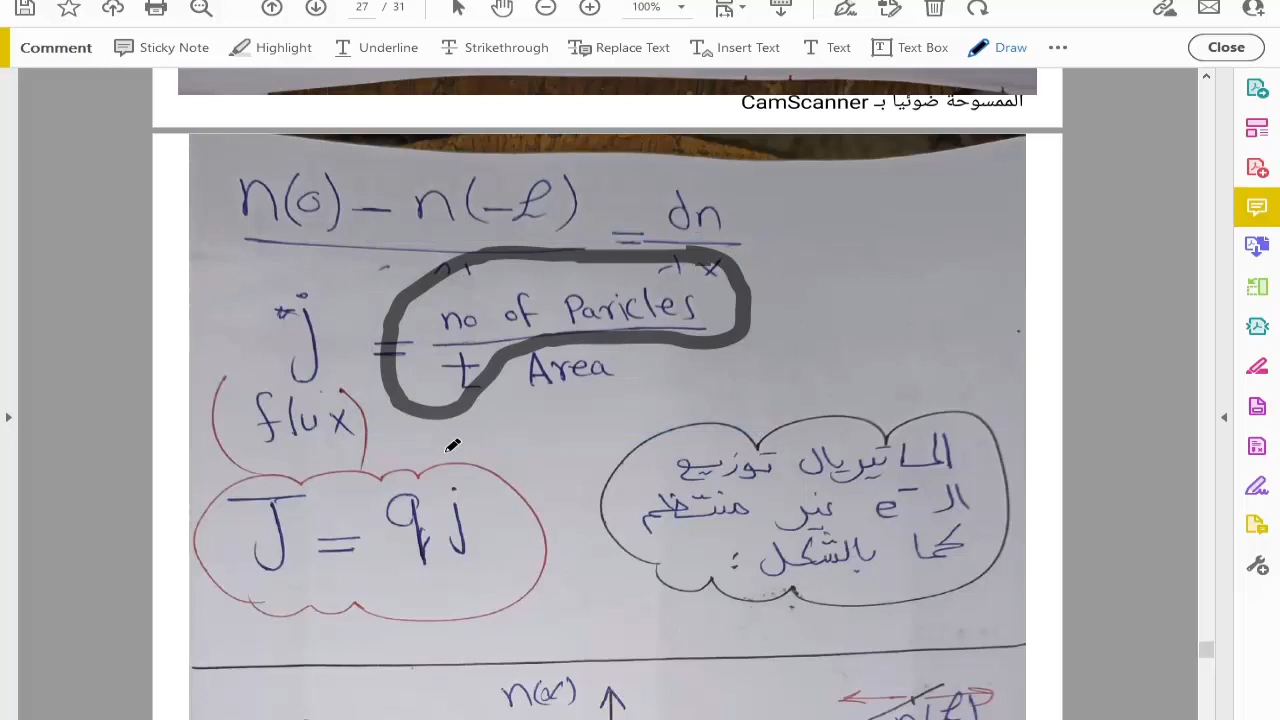 27 / 31
100%
Comment
Sticky Note
Highlight
Underline
Strikethrough
Replace Text
Insert Text
Text
Text Box
Draw
Close
الممسوحة ضوئيا بـ CamScanner
n(0) - n(-l) = dn
dx
j = no of Paricles
t Area
flux
J = q j
الماتيريال توزيع
الـ e⁻ غير منتظم
كما بالشكل :
n(x)